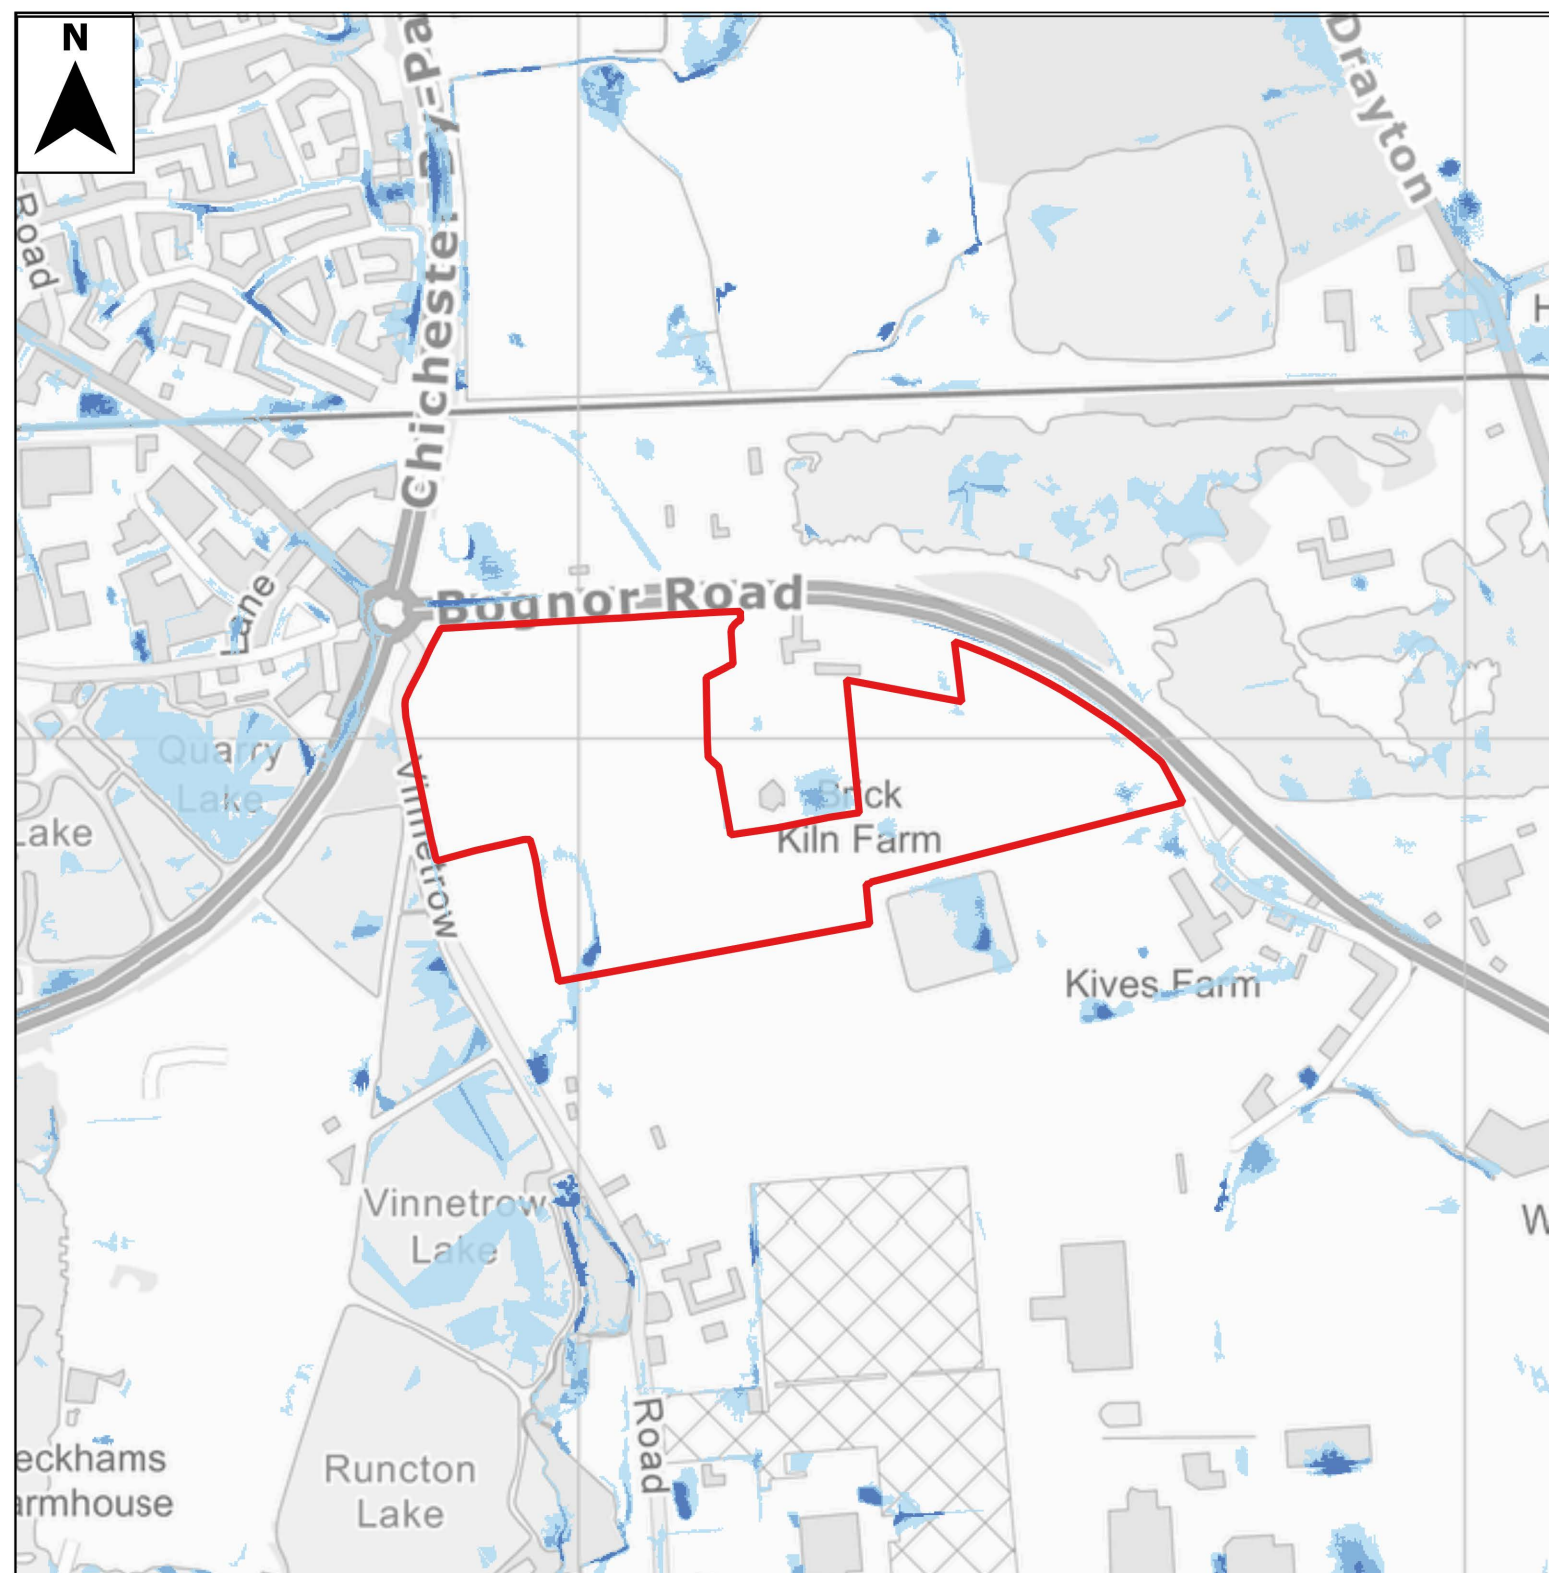 N
Drayton
Chichester By-Pa
Road
H
Lane
Bognor Road
Quarry
Lake
Lake
Vinnetrow
Brick
Kiln Farm
Kives Farm
Vinnetrow
Lake
W
Road
eckhams
armhouse
Runcton
Lake